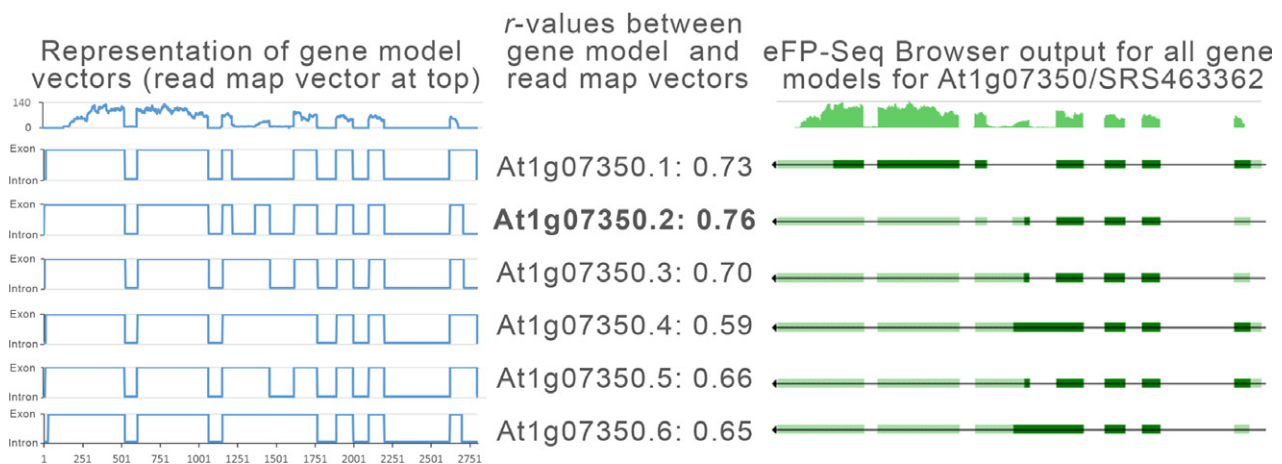 Representation of gene model
vectors (read map vector at top)
r-values between
gene model and
read map vectors
eFP-Seq Browser output for all gene
models for At1g07350/SRS463362
140
0
Exon
Intron
At1g07350.1: 0.73
Exon
Intron
At1g07350.2: 0.76
Exon
Intron
At1g07350.3: 0.70
Exon
Intron
At1g07350.4: 0.59
Exon
Intron
At1g07350.5: 0.66
Exon
Intron
At1g07350.6: 0.65
1 251 501 751 1001 1251 1501 1751 2001 2251 2501 2751